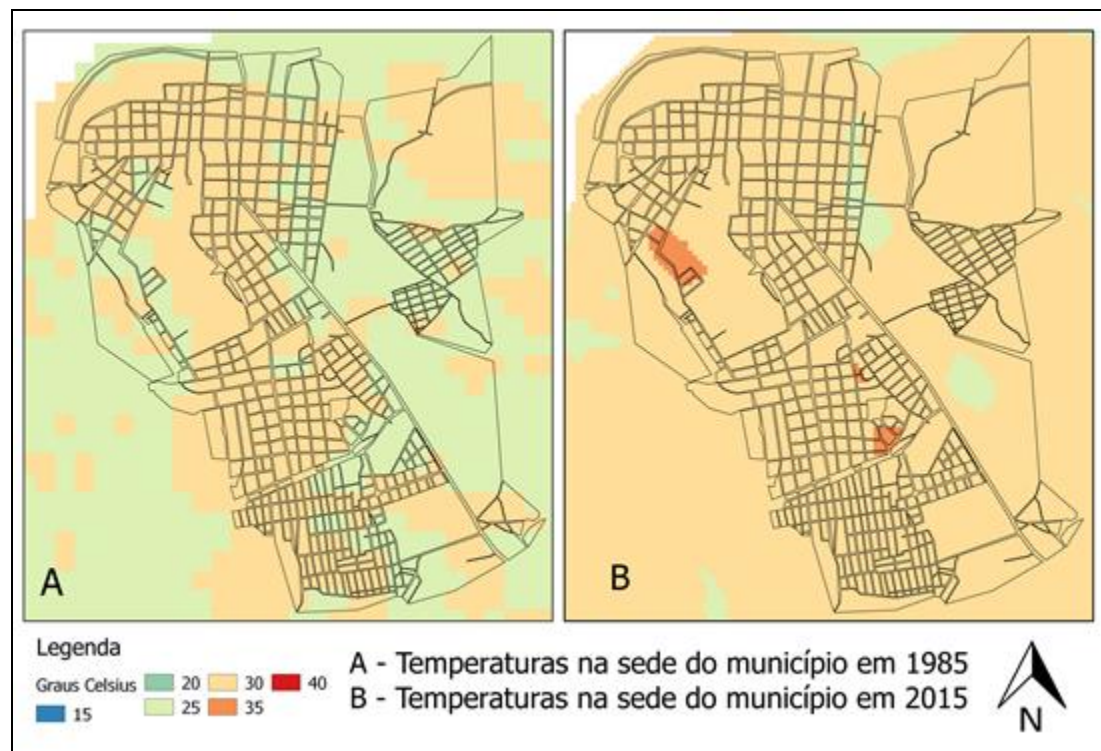 A
B
Legenda
Graus Celsius
15
20
25
30
35
40
A - Temperaturas na sede do município em 1985
B - Temperaturas na sede do município em 2015
N